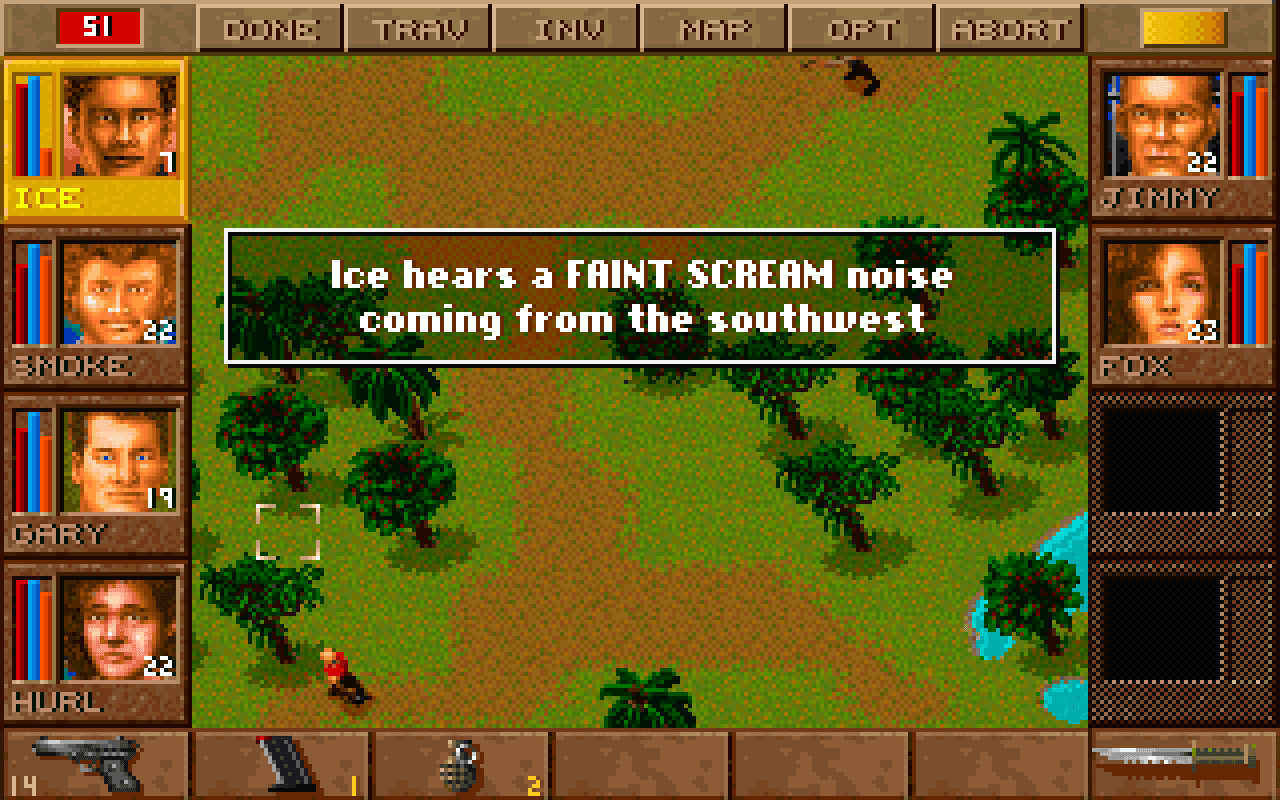 51
DONE
TRAV
INV
MAP
OPT
ABORT
7
ICE
22
SMOKE
19
GARY
22
HURL
22
JIMMY
23
FOX
Ice hears a FAINT SCREAM noise
coming from the southwest
14
1
2